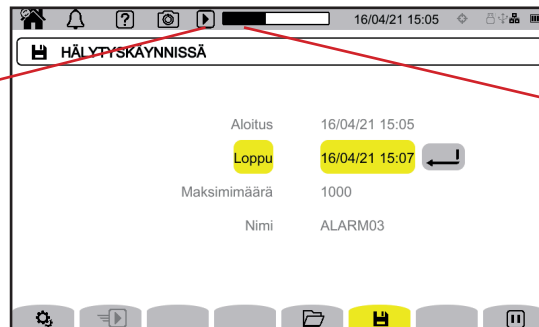 16/04/21 15:05
HÄLYTYSKÄYNNISSÄ
Aloitus 16/04/21 15:05
Loppu 16/04/21 15:07
Maksimimäärä 1000
Nimi ALARM03